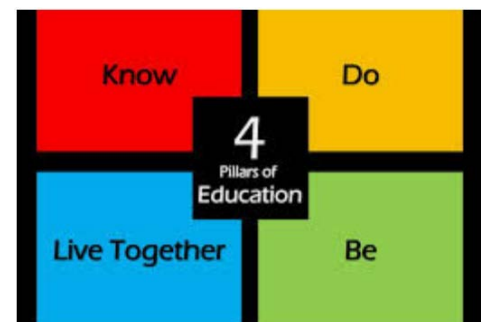 Know
Do
4
Pillars of
Education
Live Together
Be